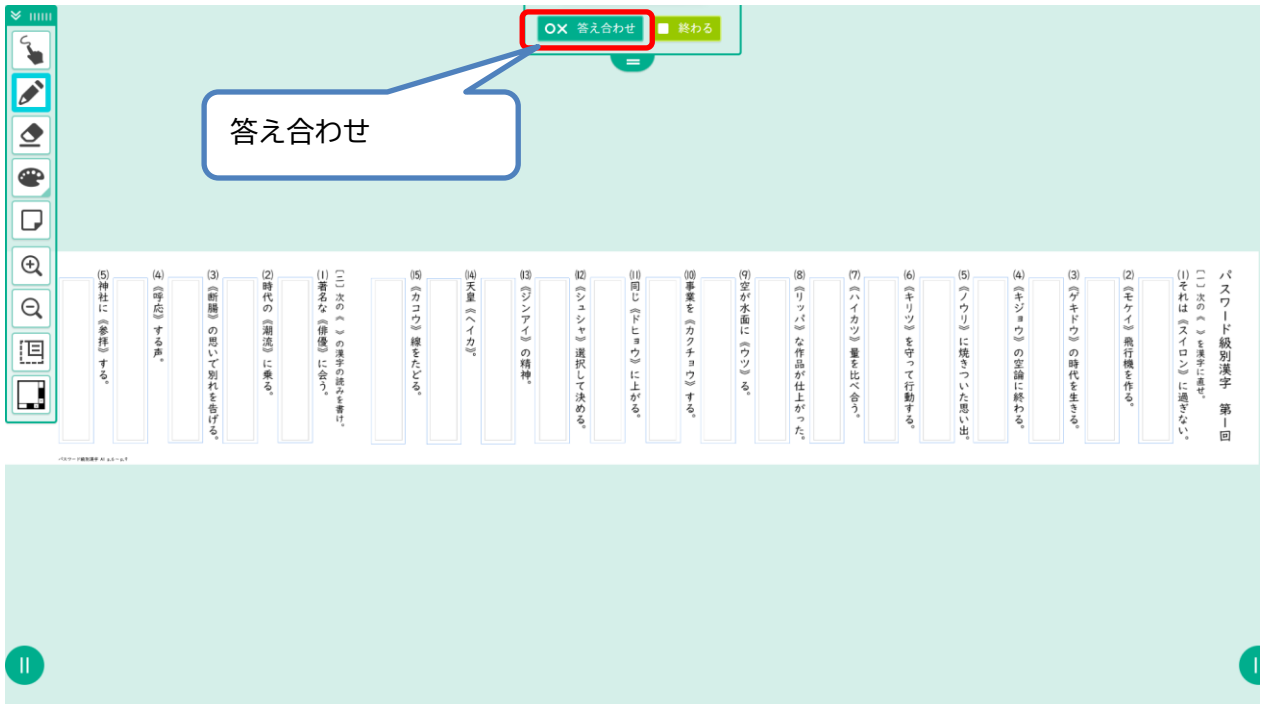 OX 答え合わせ
終わる
答え合わせ
パスワード級別漢字 第1回
〔一〕次の《 》を漢字に直せ。
(1)それは《スイロン》に過ぎない。
(2)《モケイ》飛行機を作る。
(3)《ゲキドウ》の時代を生きる。
(4)《キジョウ》の空論に終わる。
(5)《ノウリ》に焼きついた思い出。
(6)《キリツ》を守って行動する。
(7)《ハイカツ》量を比べ合う。
(8)《リッパ》な作品が仕上がった。
(9)空が水面に《ウツ》る。
(10)事業を《カクチョウ》する。
(11)同じ《ドヒョウ》に上がる。
(12)《シュシャ》選択して決める。
(13)《ジンアイ》の精神。
(14)天皇《ヘイカ》。
(15)《カコウ》線をたどる。
〔二〕次の《 》の漢字の読みを書け。
(1)著名な《俳優》に会う。
(2)時代の《潮流》に乗る。
(3)《断腸》の思いで別れを告げる。
(4)《呼応》する声。
(5)神社に《参拝》する。